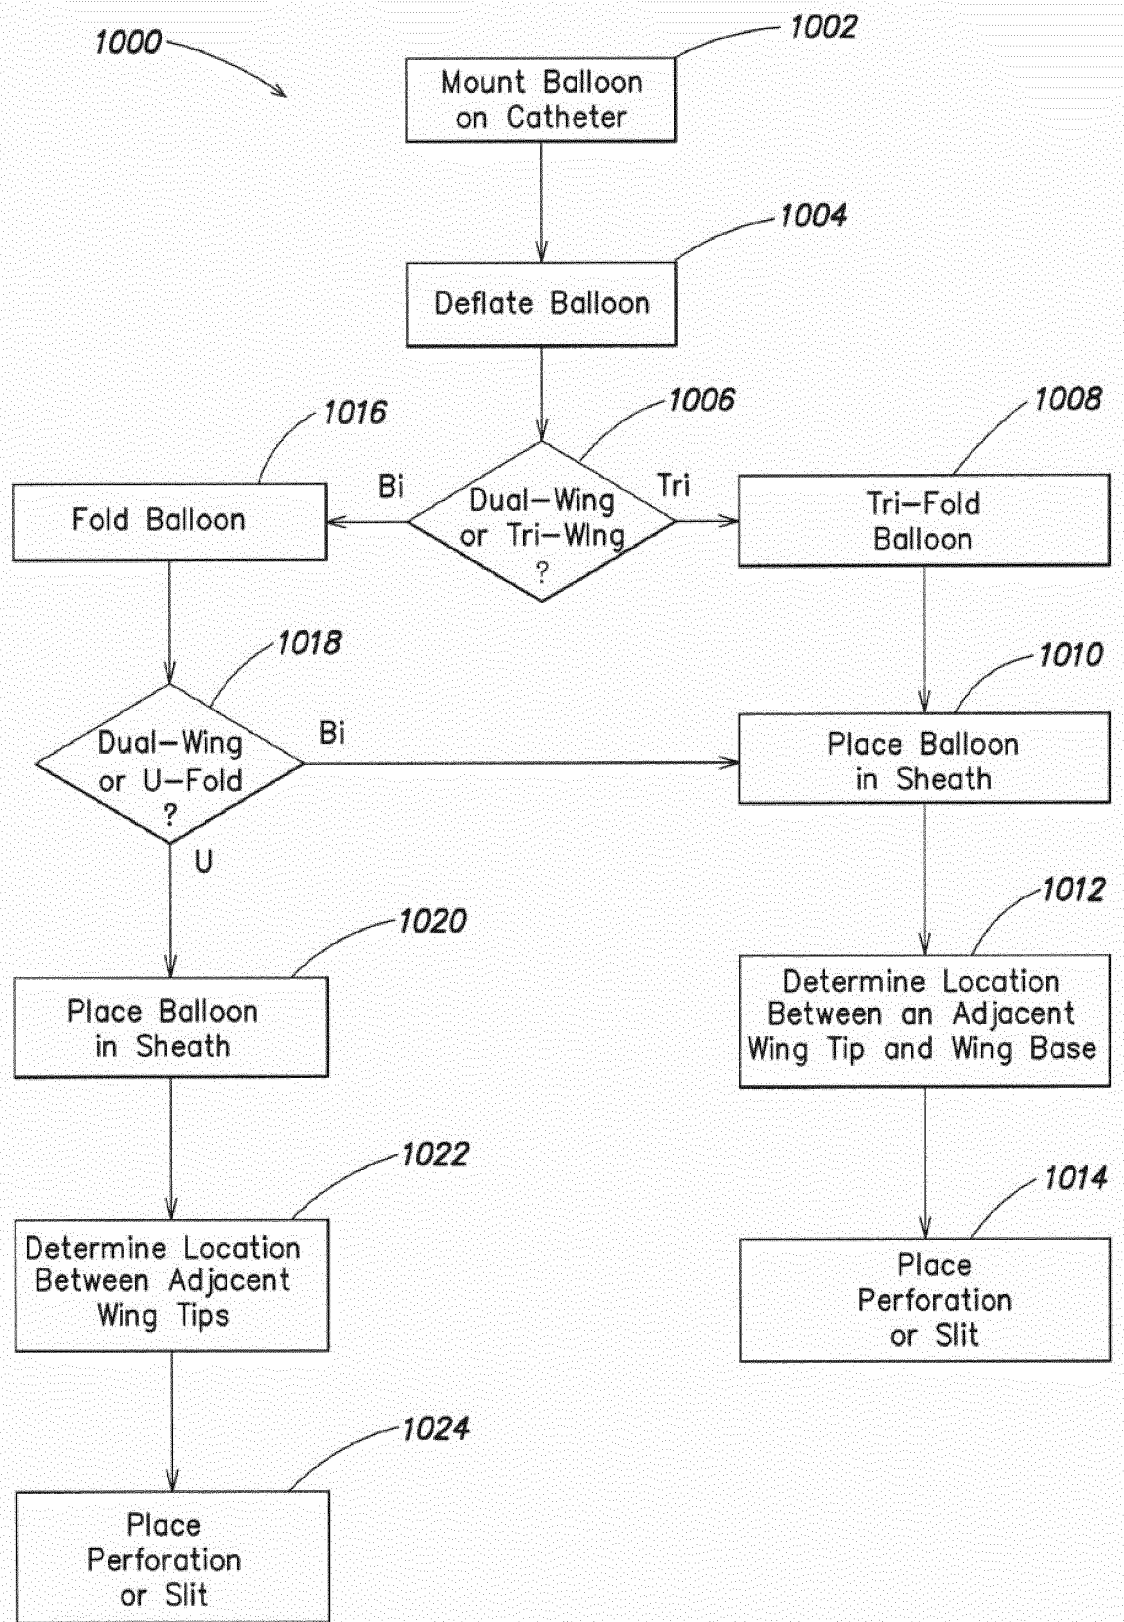 1000
1002
Mount Balloon
on Catheter
1004
Deflate Balloon
1006
Dual-Wing
or Tri-WIng
?
Bi
Tri
1016
Fold Balloon
1008
Tri-Fold
Balloon
1018
Dual-Wing
or U-Fold
?
Bi
U
1010
Place Balloon
in Sheath
1020
Place Balloon
in Sheath
1012
Determine Location
Between an Adjacent
Wing Tip and Wing Base
1022
Determine Location
Between Adjacent
Wing Tips
1014
Place
Perforation
or Slit
1024
Place
Perforation
or Slit